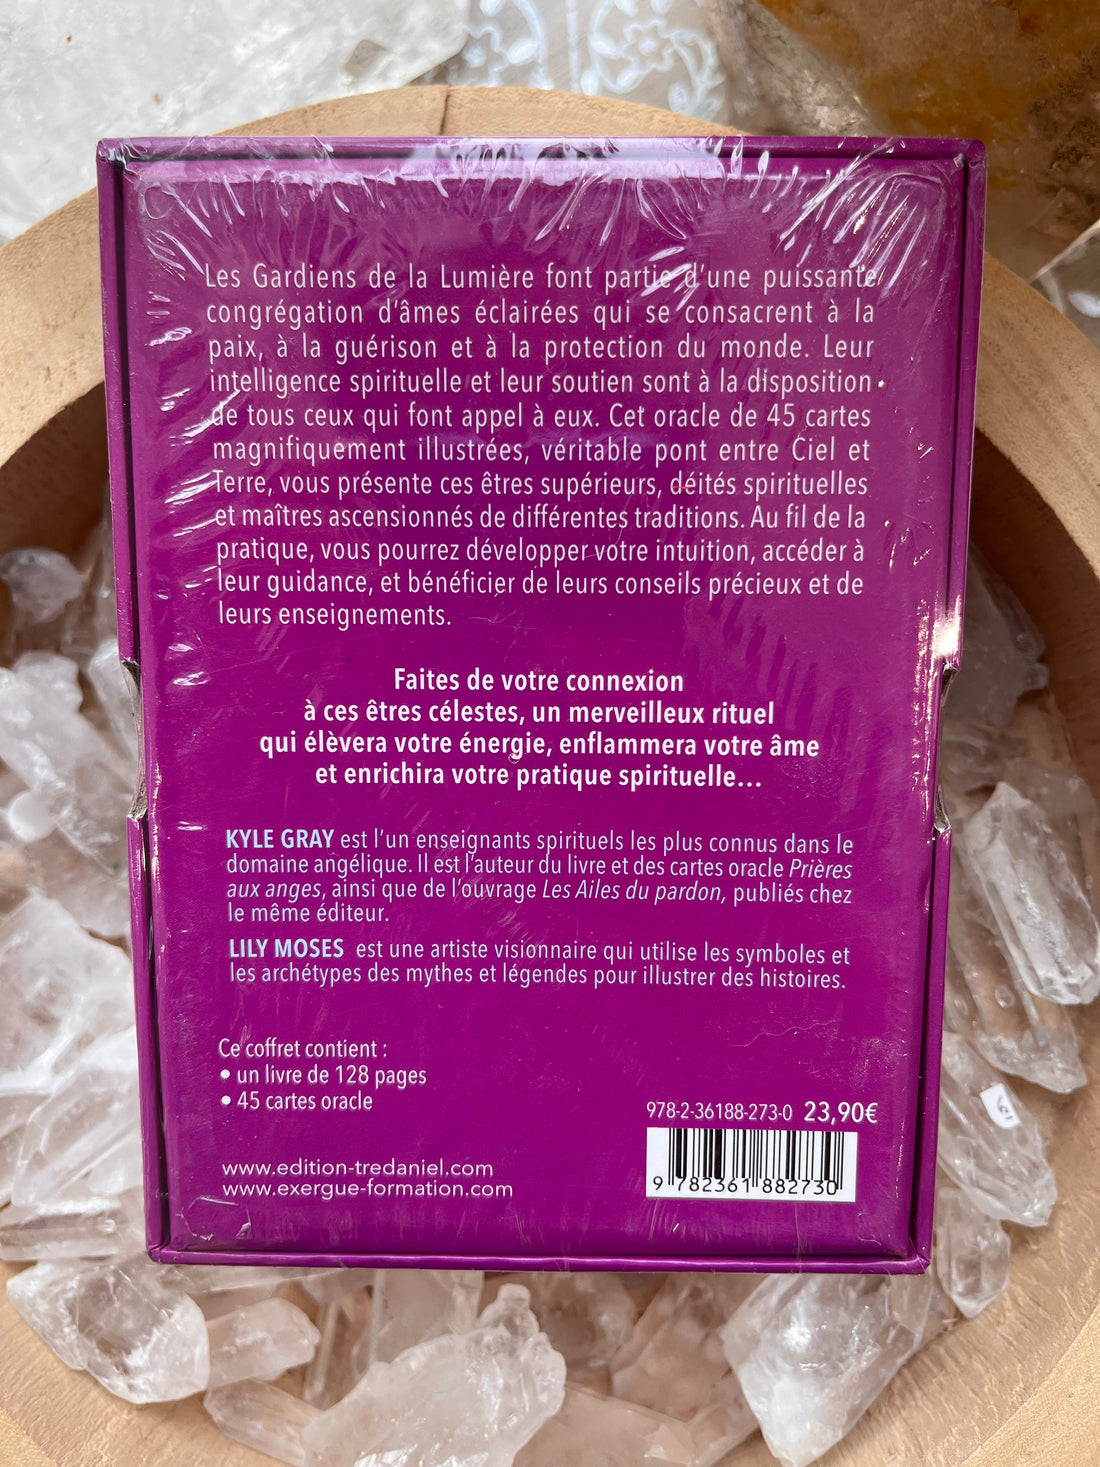 Les Gardiens de la Lumière font partie d'une puissante
congrégation d'âmes éclairées qui se consacrent à la
paix, à la guérison et à la protection du monde. Leur
intelligence spirituelle et leur soutien sont à la disposition
de tous ceux qui font appel à eux. Cet oracle de 45 cartes
magnifiquement illustrées, véritable pont entre Ciel et
Terre, vous présente ces êtres supérieurs, déités spirituelles
et maîtres ascensionnés de différentes traditions. Au fil de la
pratique, vous pourrez développer votre intuition, accéder à
leur guidance, et bénéficier de leurs conseils précieux et de
leurs enseignements.
Faites de votre connexion
à ces êtres célestes, un merveilleux rituel
qui élèvera votre énergie, enflammera votre âme
et enrichira votre pratique spirituelle...
KYLE GRAY est l'un enseignants spirituels les plus connus dans le
domaine angélique. Il est l'auteur du livre et des cartes oracle Prières
aux anges, ainsi que de l'ouvrage Les Ailes du pardon, publiés chez
le même éditeur.
LILY MOSES est une artiste visionnaire qui utilise les symboles et
les archétypes des mythes et légendes pour illustrer des histoires.
Ce coffret contient :
• un livre de 128 pages
• 45 cartes oracle
978-2-36188-273-0 23,90€
9 782361 882730
www.edition-tredaniel.com
www.exergue-formation.com